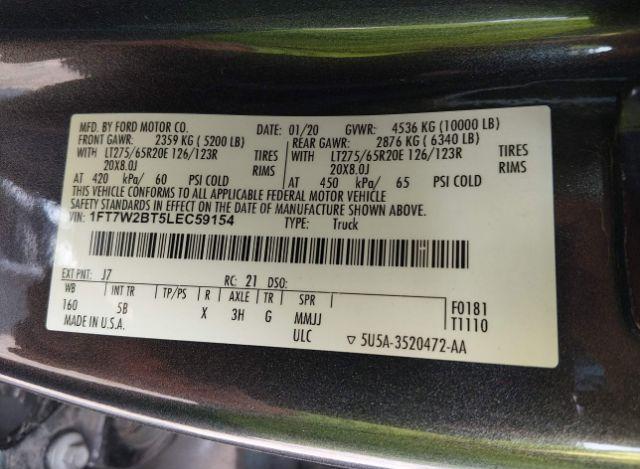 MFD. BY FORD MOTOR CO. DATE: 01/20 GVWR: 4536 KG (10000 LB)
FRONT GAWR: 2359 KG ( 5200 LB) REAR GAWR: 2876 KG ( 6340 LB)
WITH LT275/65R20E 126/123R TIRES WITH LT275/65R20E 126/123R TIRES
20X8.0J RIMS 20X8.0J RIMS
AT 420 kPa/ 60 PSI COLD AT 450 kPa/ 65 PSI COLD
THIS VEHICLE CONFORMS TO ALL APPLICABLE FEDERAL MOTOR VEHICLE
SAFETY STANDARDS IN EFFECT ON THE DATE OF MANUFACTURE SHOWN ABOVE.
VIN: 1FT7W2BT5LEC59154 TYPE: Truck
EXT PNT: J7 RC: 21 DSO:
WB INT TR TP/PS R AXLE TR SPR F0181
160 5B X 3H G MMJJ T1110
MADE IN U.S.A. ULC ▽ 5U5A-3520472-AA